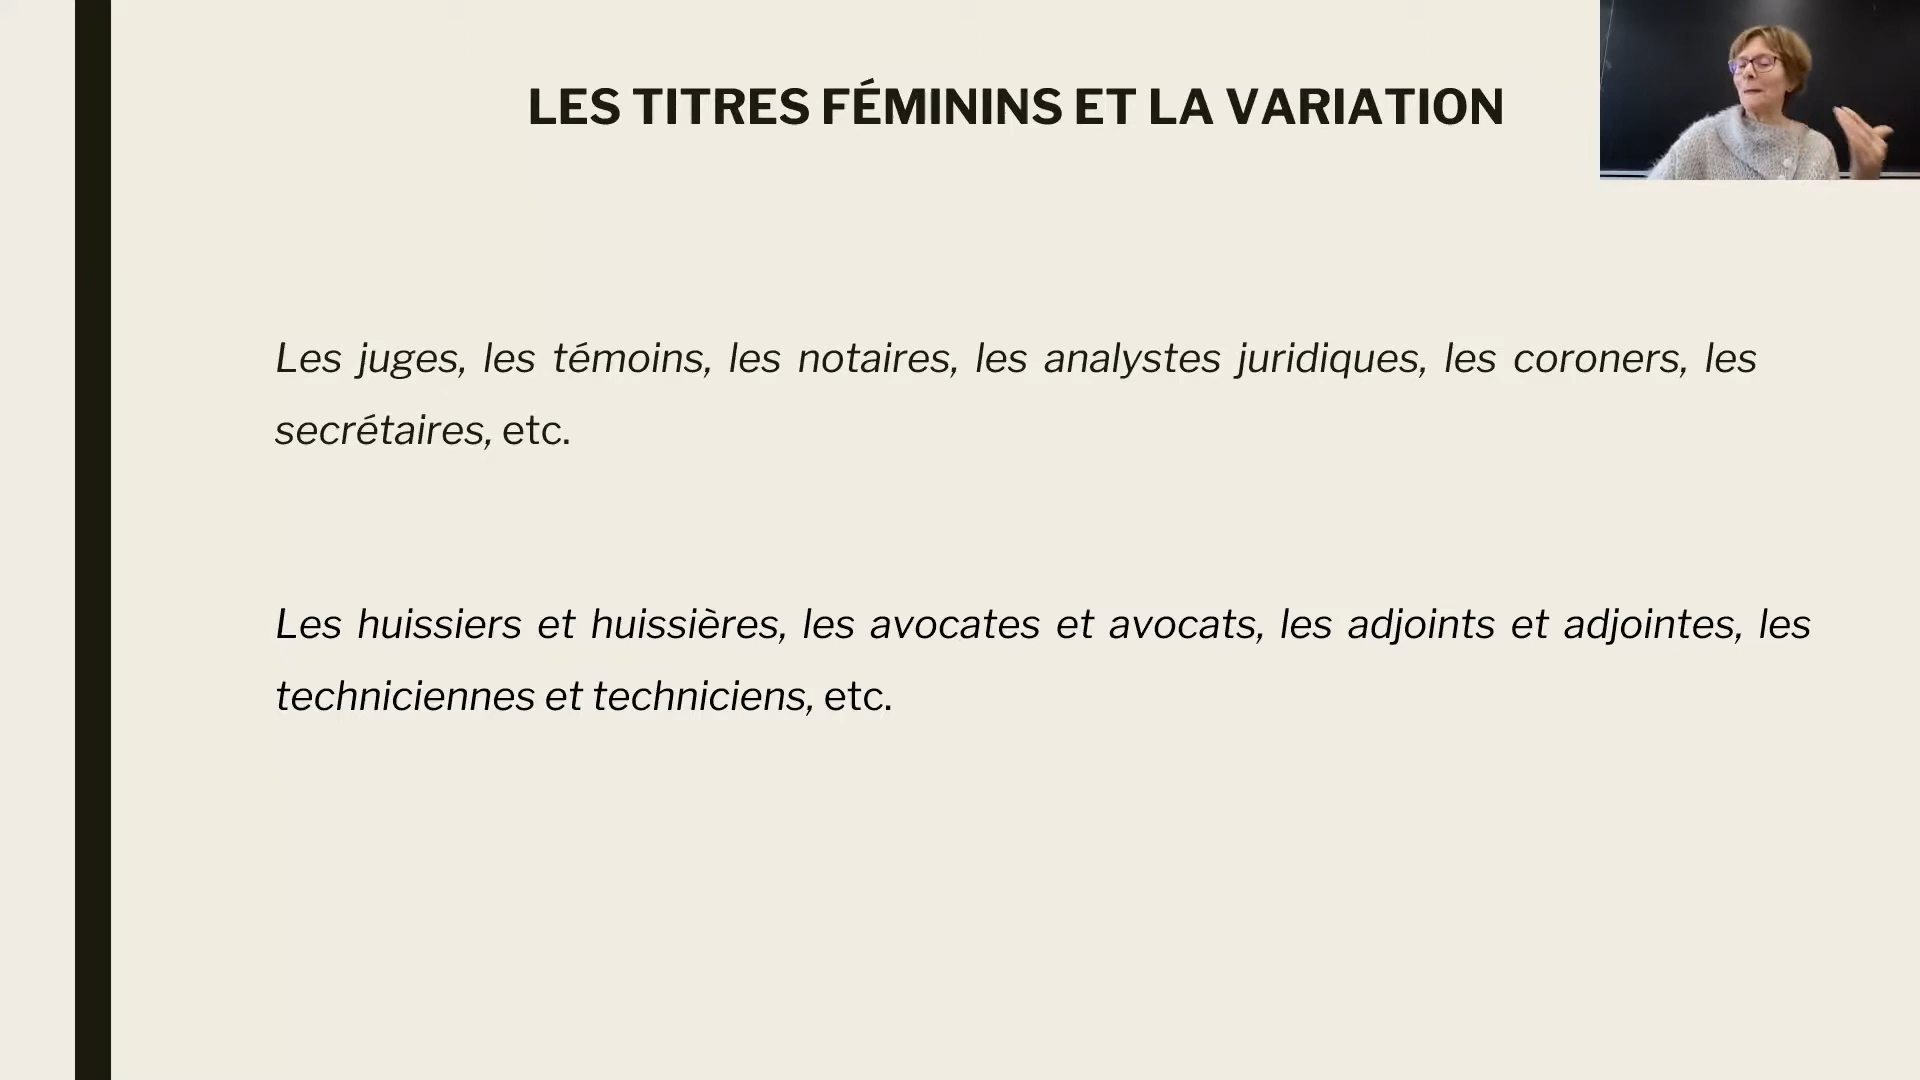 LES TITRES FÉMININS ET LA VARIATION
Les juges, les témoins, les notaires, les analystes juridiques, les coroners, les
secrétaires, etc.
Les huissiers et huissières, les avocates et avocats, les adjoints et adjointes, les
techniciennes et techniciens, etc.